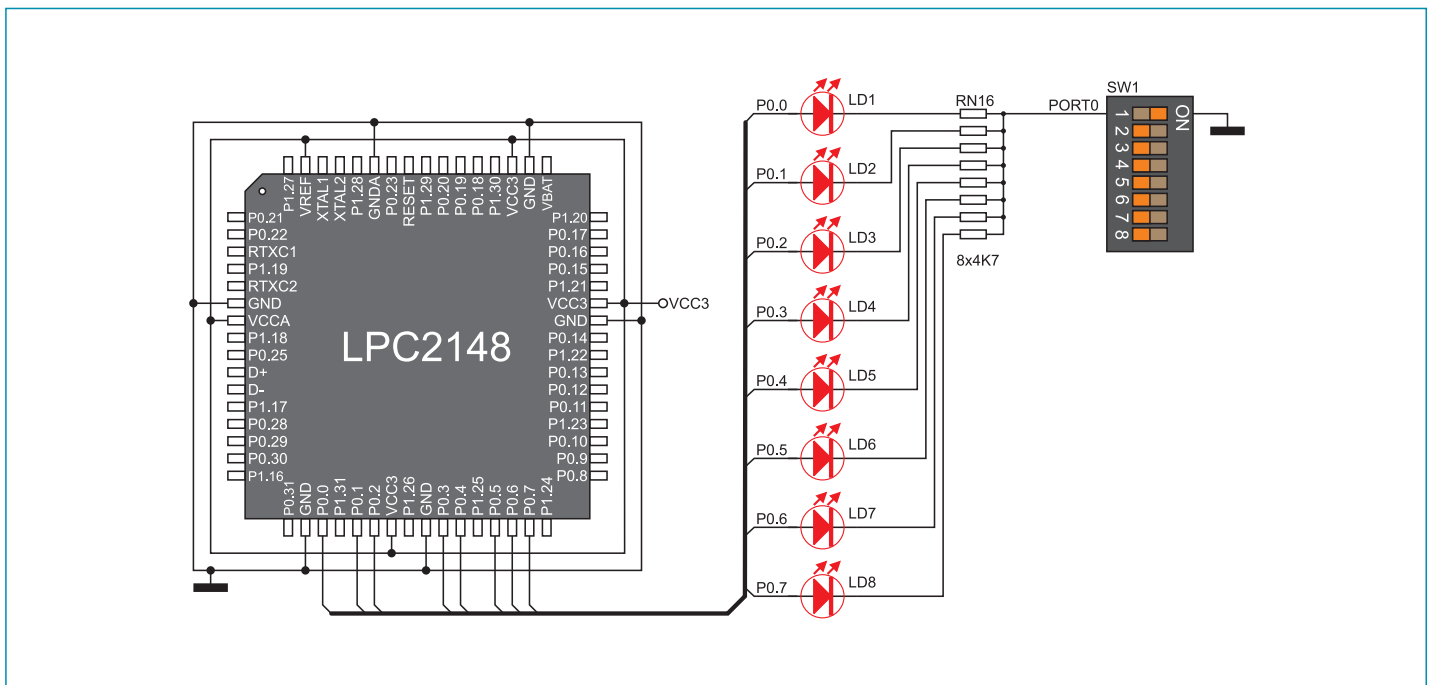 P1.27
VREF
XTAL1
XTAL2
P1.28
GNDA
P0.23
RESET
P1.29
P0.20
P0.19
P0.18
P1.30
VCC3
GND
VBAT
P0.21
P0.22
RTXC1
P1.19
RTXC2
GND
VCCA
P1.18
P0.25
D+
D-
P1.17
P0.28
P0.29
P0.30
P1.16
LPC2148
P1.20
P0.17
P0.16
P0.15
P1.21
VCC3
GND
P0.14
P1.22
P0.13
P0.12
P0.11
P1.23
P0.10
P0.9
P0.8
P0.31
GND
P0.0
P1.31
P0.1
P0.2
VCC3
P1.26
GND
P0.3
P0.4
P1.25
P0.5
P0.6
P0.7
P1.24
VCC3
P0.0
LD1
P0.1
LD2
P0.2
LD3
P0.3
LD4
P0.4
LD5
P0.5
LD6
P0.6
LD7
P0.7
LD8
RN16
8x4K7
PORT0
SW1
ON
1
2
3
4
5
6
7
8